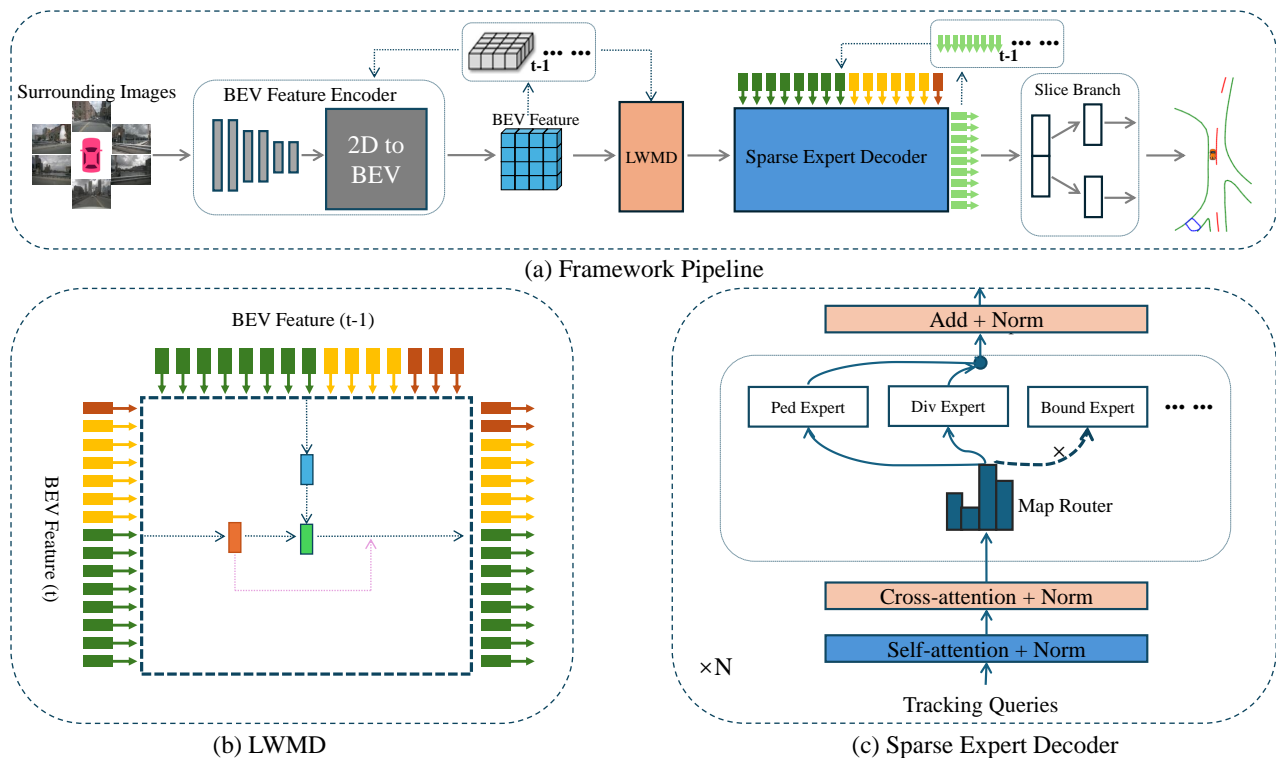 t-1
... ...
t-1
... ...
Surrounding Images
BEV Feature Encoder
Slice Branch
BEV Feature
2D to
BEV
LWMD
Sparse Expert Decoder
(a) Framework Pipeline
BEV Feature (t-1)
BEV Feature (t)
(b) LWMD
Add + Norm
Ped Expert
Div Expert
Bound Expert
... ...
×
Map Router
Cross-attention + Norm
Self-attention + Norm
×N
Tracking Queries
(c) Sparse Expert Decoder